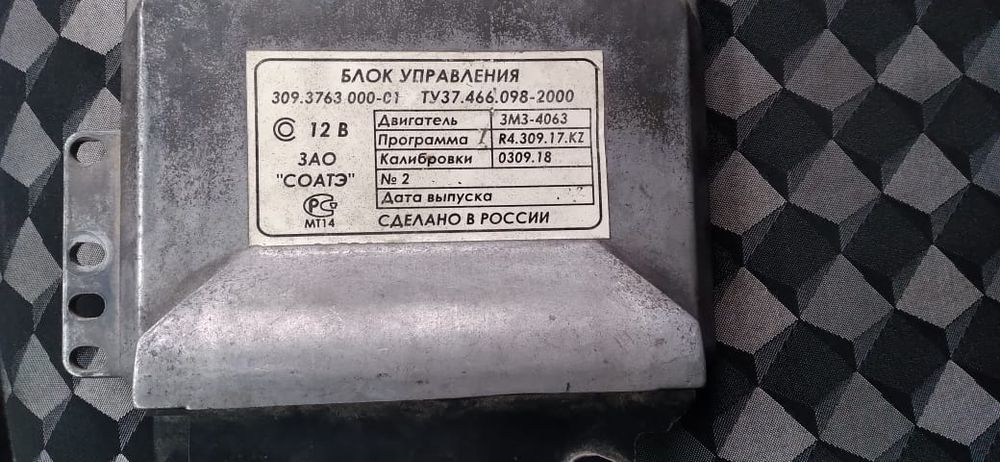 БЛОК УПРАВЛЕНИЯ
309.3763 000-01 ТУ37.466.098-2000
12 В
Двигатель ЗМЗ-4063
Программа R4.309.17.KZ
ЗАО
Калибровки 0309.18
"СОАТЭ"
№ 2
Дата выпуска
РСТ
МТ14
СДЕЛАНО В РОССИИ